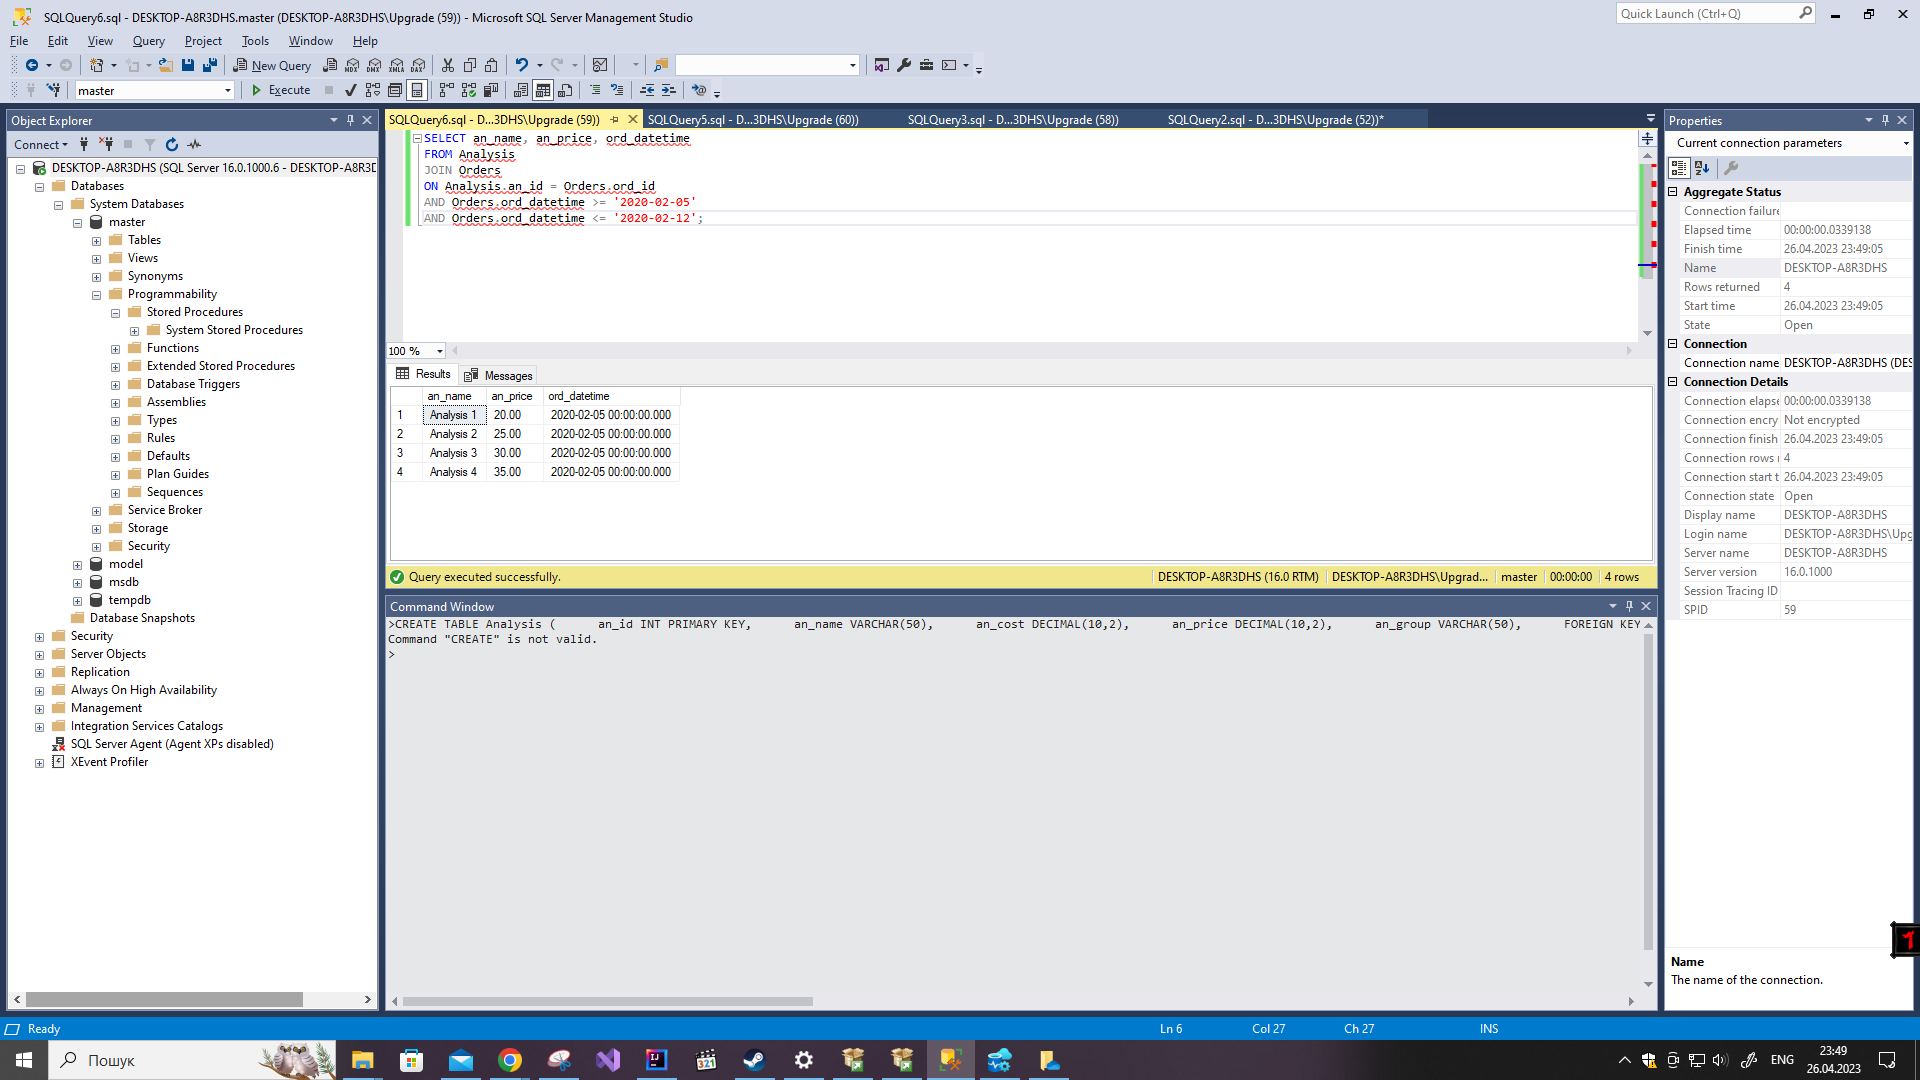 SQLQuery6.sql - DESKTOP-A8R3DHS.master (DESKTOP-A8R3DHS\Upgrade (59)) - Microsoft SQL Server Management Studio
Quick Launch (Ctrl+Q)
File Edit View Query Project Tools Window Help
New Query
MDX DMX XMLA DAX
master
Execute
Object Explorer
Connect
DESKTOP-A8R3DHS (SQL Server 16.0.1000.6 - DESKTOP-A8R3D
Databases
System Databases
master
Tables
Views
Synonyms
Programmability
Stored Procedures
System Stored Procedures
Functions
Extended Stored Procedures
Database Triggers
Assemblies
Types
Rules
Defaults
Plan Guides
Sequences
Service Broker
Storage
Security
model
msdb
tempdb
Database Snapshots
Security
Server Objects
Replication
Always On High Availability
Management
Integration Services Catalogs
SQL Server Agent (Agent XPs disabled)
XEvent Profiler
SQLQuery6.sql - D...3DHS\Upgrade (59)) SQLQuery5.sql - D...3DHS\Upgrade (60)) SQLQuery3.sql - D...3DHS\Upgrade (58)) SQLQuery2.sql - D...3DHS\Upgrade (52))*
SELECT an_name, an_price, ord_datetime
FROM Analysis
JOIN Orders
ON Analysis.an_id = Orders.ord_id
AND Orders.ord_datetime >= '2020-02-05'
AND Orders.ord_datetime <= '2020-02-12';
100 %
Results Messages
an_name an_price ord_datetime
1 Analysis 1 20.00 2020-02-05 00:00:00.000
2 Analysis 2 25.00 2020-02-05 00:00:00.000
3 Analysis 3 30.00 2020-02-05 00:00:00.000
4 Analysis 4 35.00 2020-02-05 00:00:00.000
Query executed successfully. DESKTOP-A8R3DHS (16.0 RTM) DESKTOP-A8R3DHS\Upgrad... master 00:00:00 4 rows
Command Window
>CREATE TABLE Analysis ( an_id INT PRIMARY KEY, an_name VARCHAR(50), an_cost DECIMAL(10,2), an_price DECIMAL(10,2), an_group VARCHAR(50), FOREIGN KEY
Command "CREATE" is not valid.
>
Properties
Current connection parameters
Aggregate Status
Connection failure
Elapsed time 00:00:00.0339138
Finish time 26.04.2023 23:49:05
Name DESKTOP-A8R3DHS
Rows returned 4
Start time 26.04.2023 23:49:05
State Open
Connection
Connection name DESKTOP-A8R3DHS (DES
Connection Details
Connection elapse 00:00:00.0339138
Connection encry Not encrypted
Connection finish 26.04.2023 23:49:05
Connection rows r 4
Connection start t 26.04.2023 23:49:05
Connection state Open
Display name DESKTOP-A8R3DHS
Login name DESKTOP-A8R3DHS\Upg
Server name DESKTOP-A8R3DHS
Server version 16.0.1000
Session Tracing ID
SPID 59
Name
The name of the connection.
1
Ready Ln 6 Col 27 Ch 27 INS
Пошук
321
ENG
23:49
26.04.2023